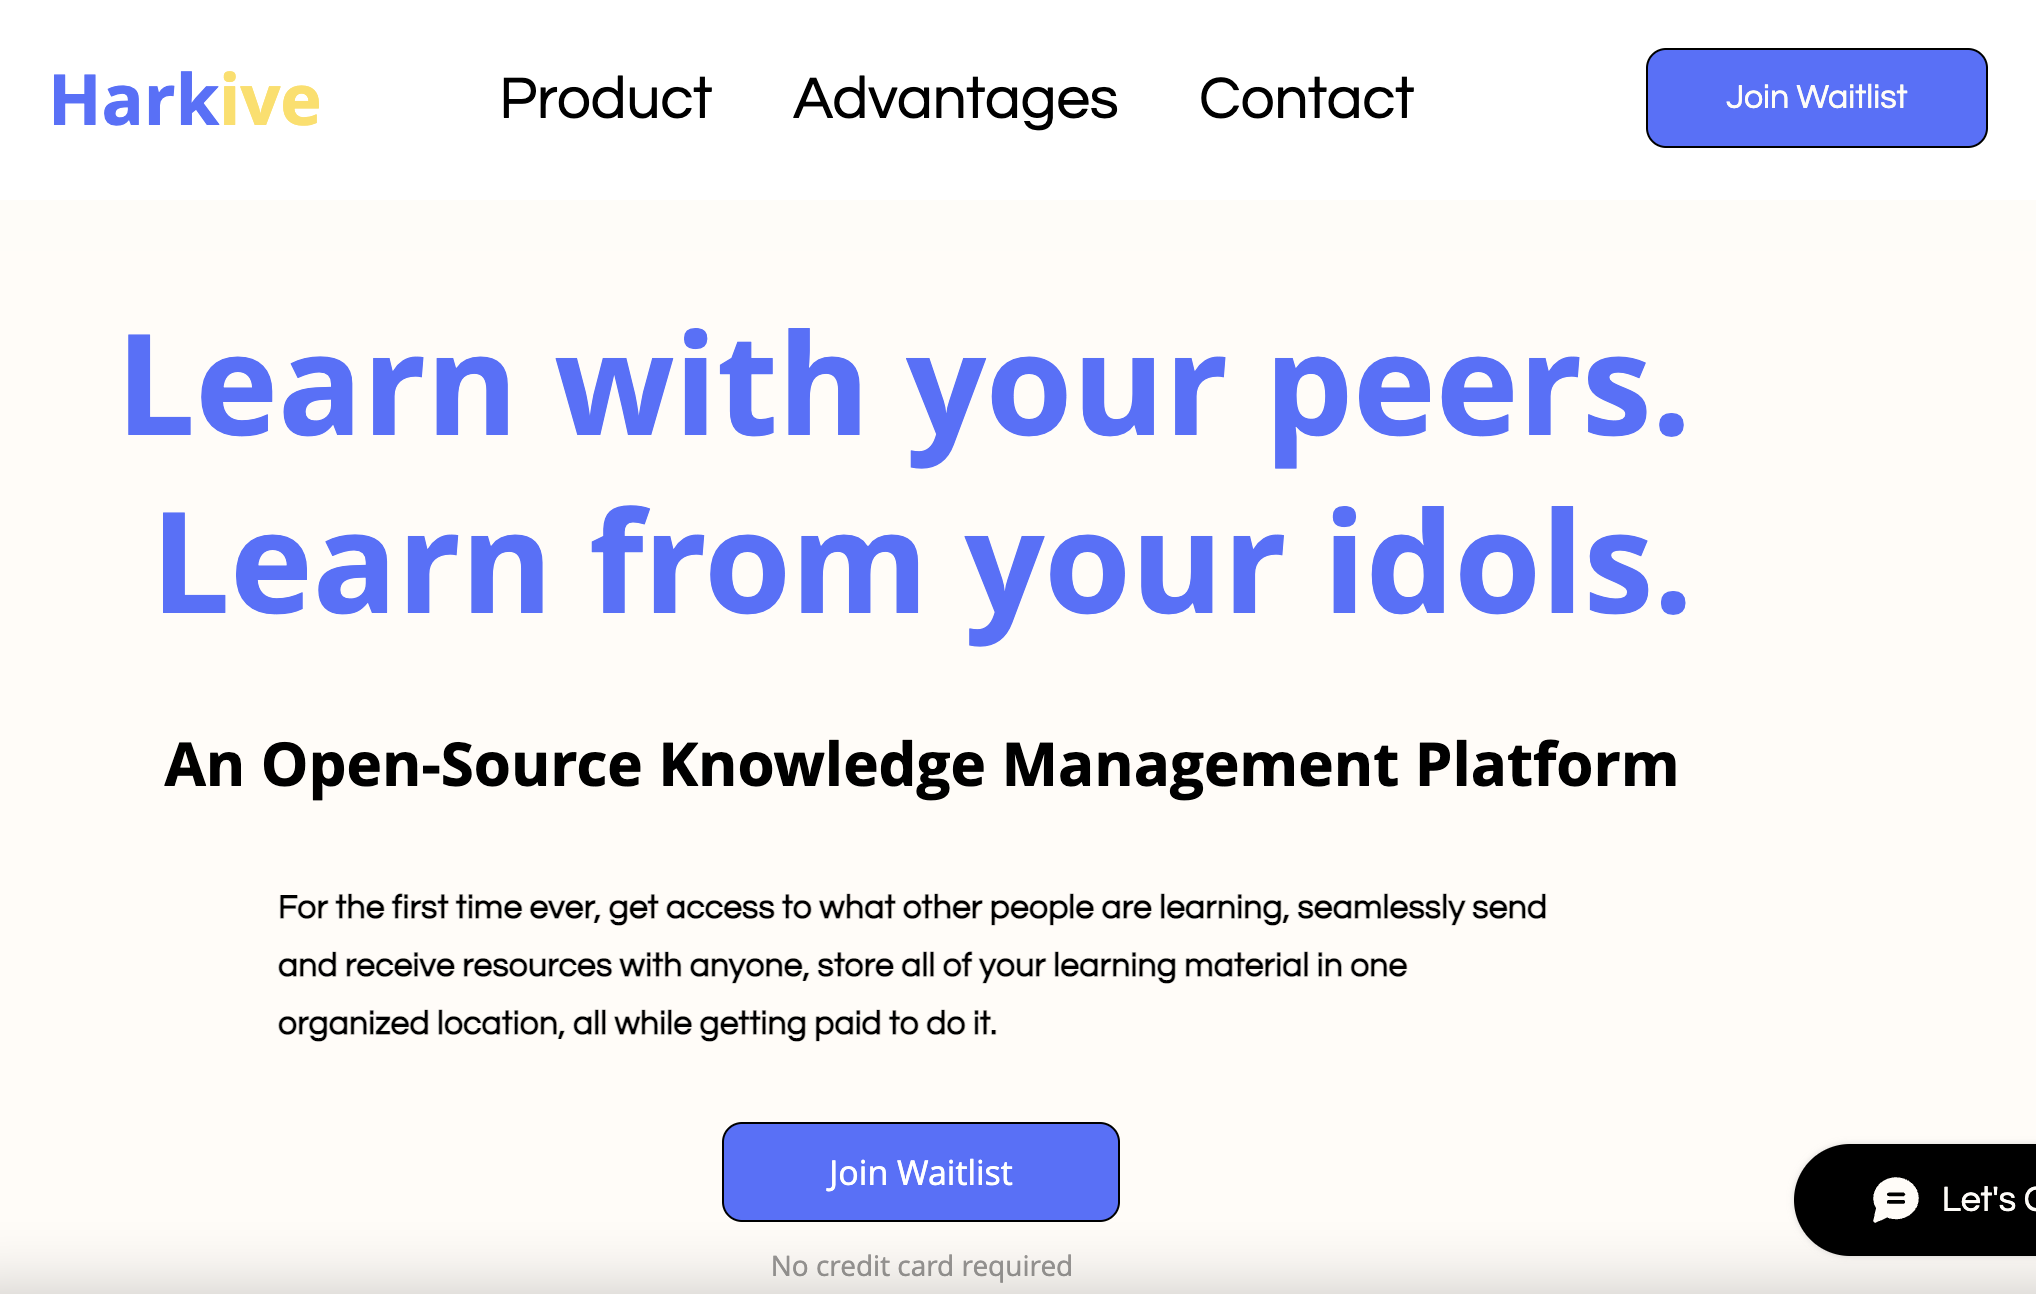 Harkive
Product
Advantages
Contact
Join Waitlist
Learn with your peers.
Learn from your idols.
An Open-Source Knowledge Management Platform
For the first time ever, get access to what other people are learning, seamlessly send
and receive resources with anyone, store all of your learning material in one
organized location, all while getting paid to do it.
Join Waitlist
Let's
No credit card required